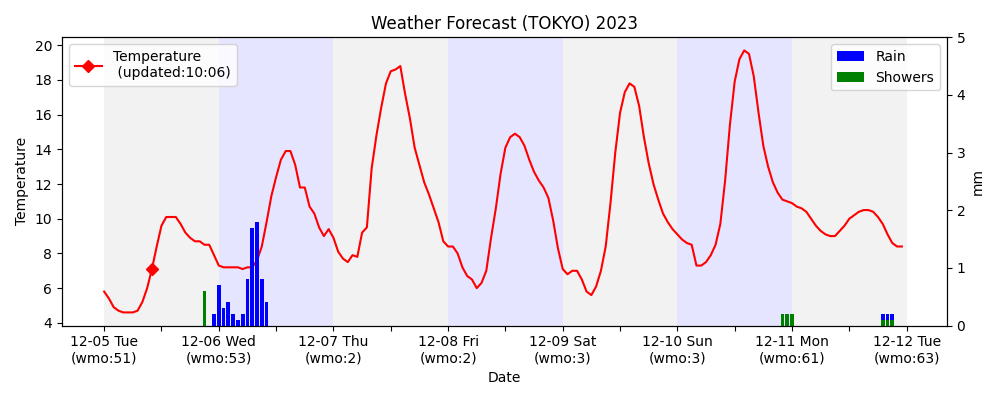 Weather Forecast (TOKYO) 2023
Temperature
(updated:10:06)
Rain
Showers
20
18
16
14
12
10
8
6
4
Temperature
5
4
3
2
1
0
mm
12-05 Tue
(wmo:51)
12-06 Wed
(wmo:53)
12-07 Thu
(wmo:2)
12-08 Fri
(wmo:2)
12-09 Sat
(wmo:3)
12-10 Sun
(wmo:3)
12-11 Mon
(wmo:61)
12-12 Tue
(wmo:63)
Date